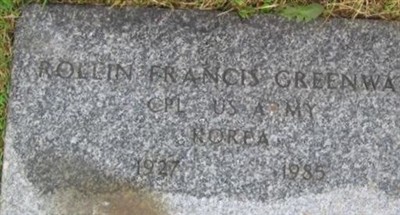 ROLLIN FRANCIS GREENWA
CPL US ARMY
KOREA
1927 1985